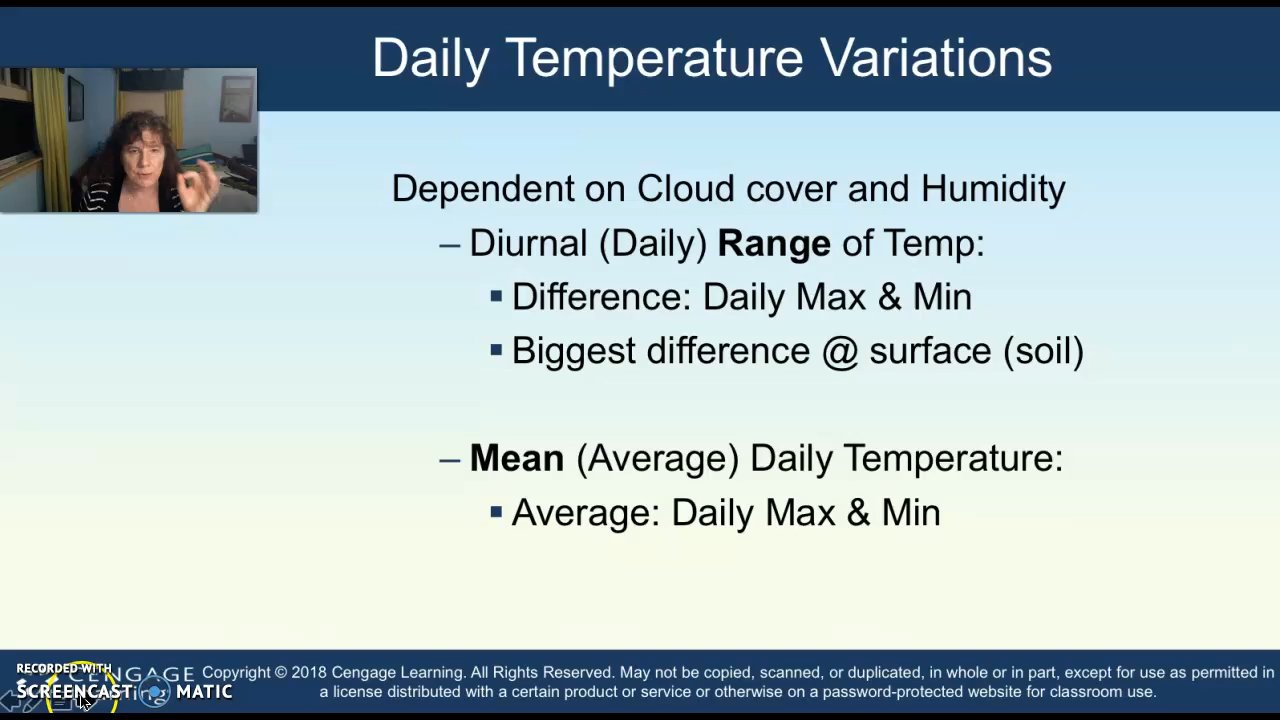 Daily Temperature Variations
Dependent on Cloud cover and Humidity
– Diurnal (Daily) Range of Temp:
▪ Difference: Daily Max & Min
▪ Biggest difference @ surface (soil)
– Mean (Average) Daily Temperature:
▪ Average: Daily Max & Min
RECORDED WITH
SCREENCAST MATIC
CENGAGE
Copyright © 2018 Cengage Learning. All Rights Reserved. May not be copied, scanned, or duplicated, in whole or in part, except for use as permitted in
a license distributed with a certain product or service or otherwise on a password-protected website for classroom use.